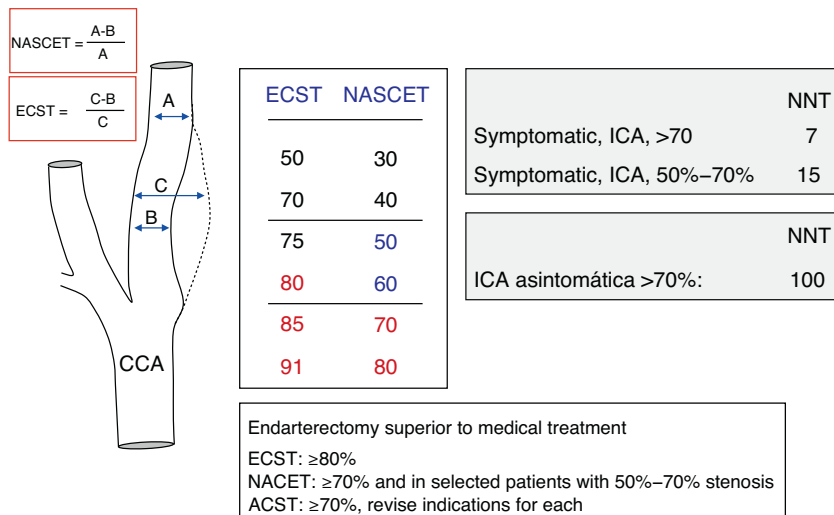 NASCET = A-B
A
ECST = C-B
C
A
C
B
CCA
ECST NASCET
50 30
70 40
75 50
80 60
85 70
91 80
NNT
Symptomatic, ICA, >70 7
Symptomatic, ICA, 50%–70% 15
NNT
ICA asintomática >70%: 100
Endarterectomy superior to medical treatment
ECST: ≥80%
NACET: ≥70% and in selected patients with 50%–70% stenosis
ACST: ≥70%, revise indications for each